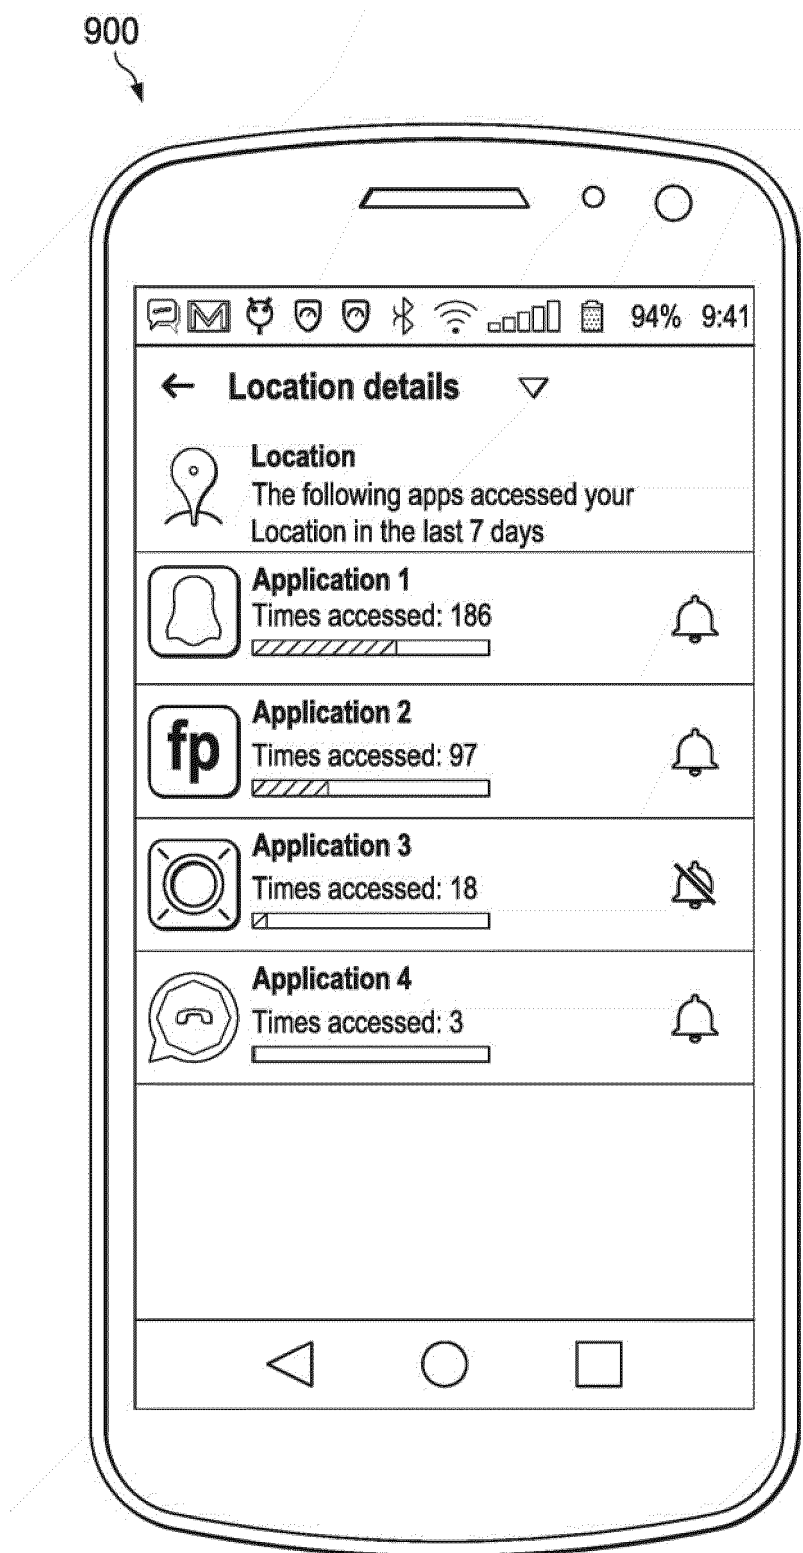 900
94% 9:41
Location details
Location
The following apps accessed your
Location in the last 7 days
Application 1
Times accessed: 186
fp
Application 2
Times accessed: 97
Application 3
Times accessed: 18
Application 4
Times accessed: 3